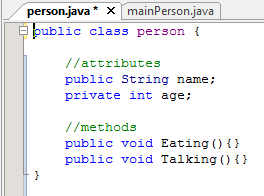 person.java * X mainPerson.java
public class person {
//attributes
public String name;
private int age;
//methods
public void Eating(){}
public void Talking(){}
}